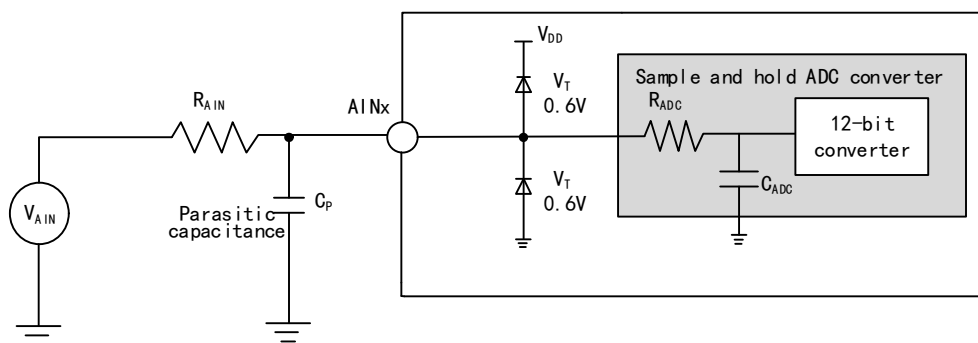 V_DD
V_T
0.6V
Sample and hold ADC converter
R_AIN
AINx
R_ADC
12-bit
converter
V_T
0.6V
C_ADC
V_AIN
Parasitic
capacitance
C_P